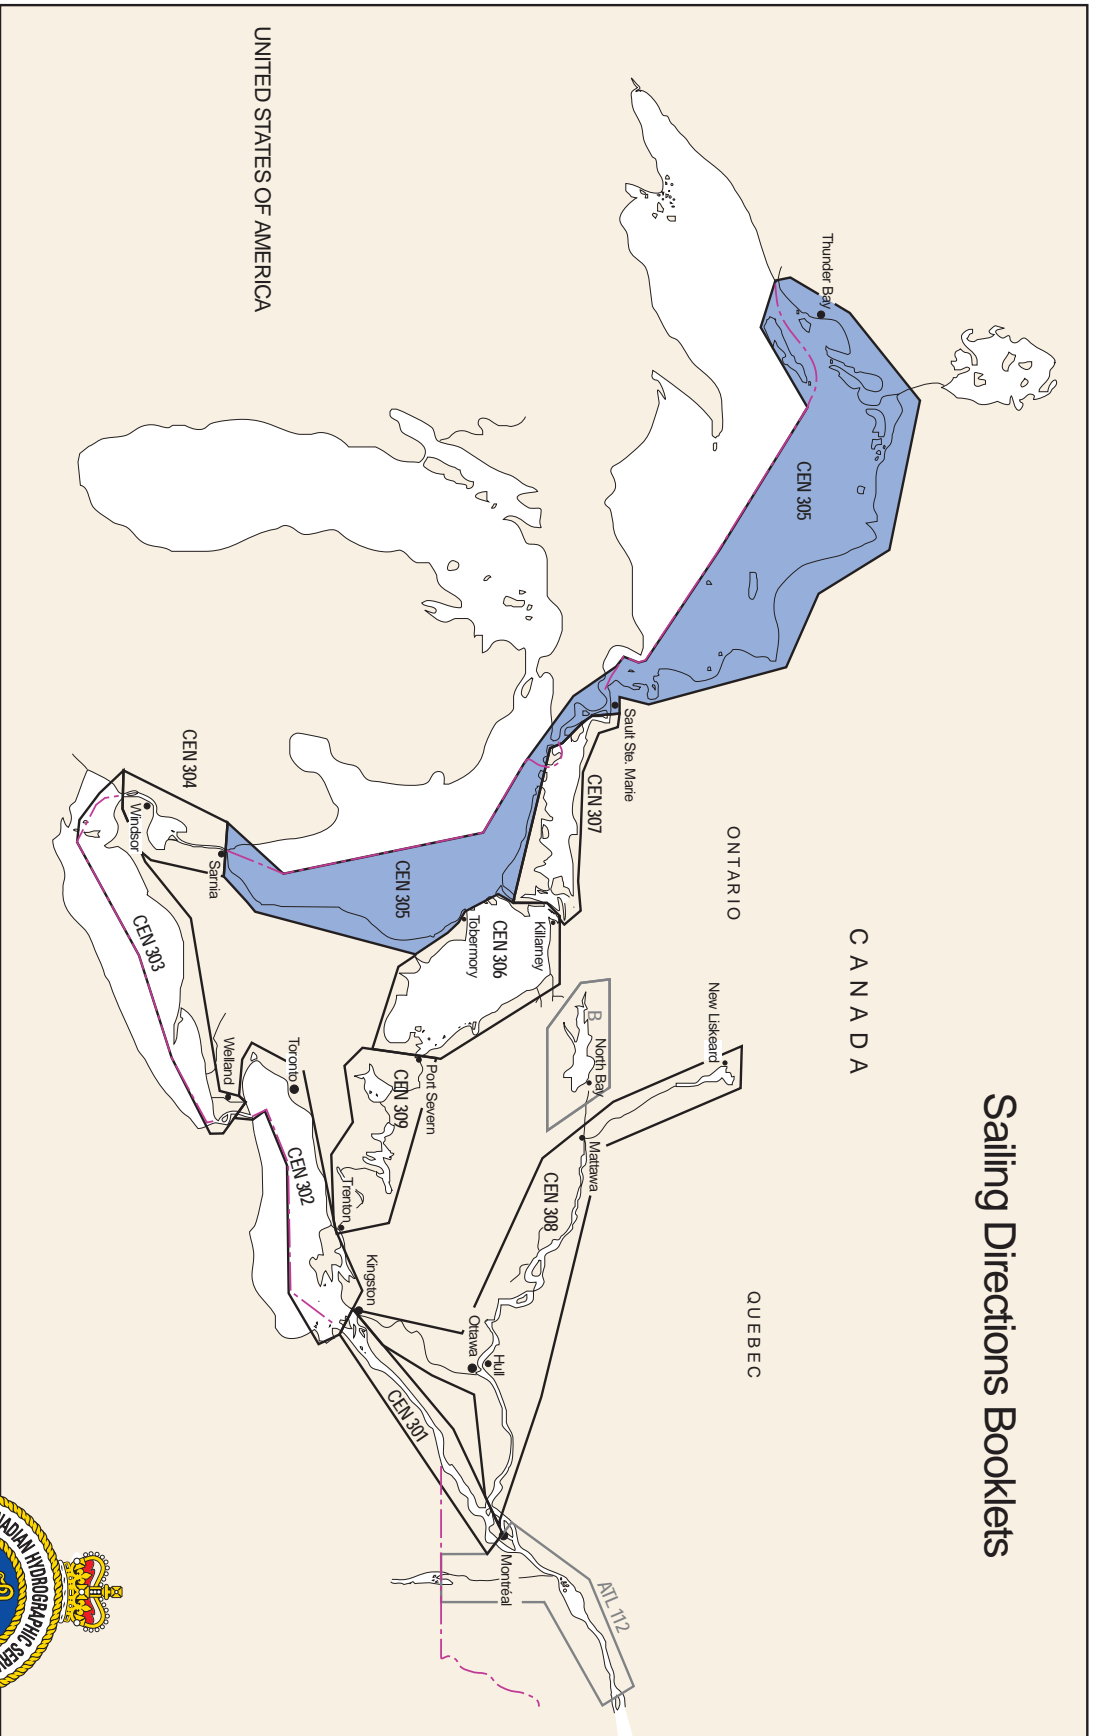 Sailing Directions Booklets
CANADA
ONTARIO
QUEBEC
UNITED STATES OF AMERICA
Thunder Bay
CEN 305
Sault Ste. Marie
CEN 307
New Liskeard
B
North Bay
Mattawa
CEN 308
Killarney
CEN 306
Tobermory
CEN 305
Port Severn
CEN 309
Trenton
Kingston
Ottawa
Hull
CEN 301
Montréal
ATL 112
Toronto
CEN 302
Welland
CEN 304
Sarnia
Windsor
CEN 303
HYDROGRAPHIC